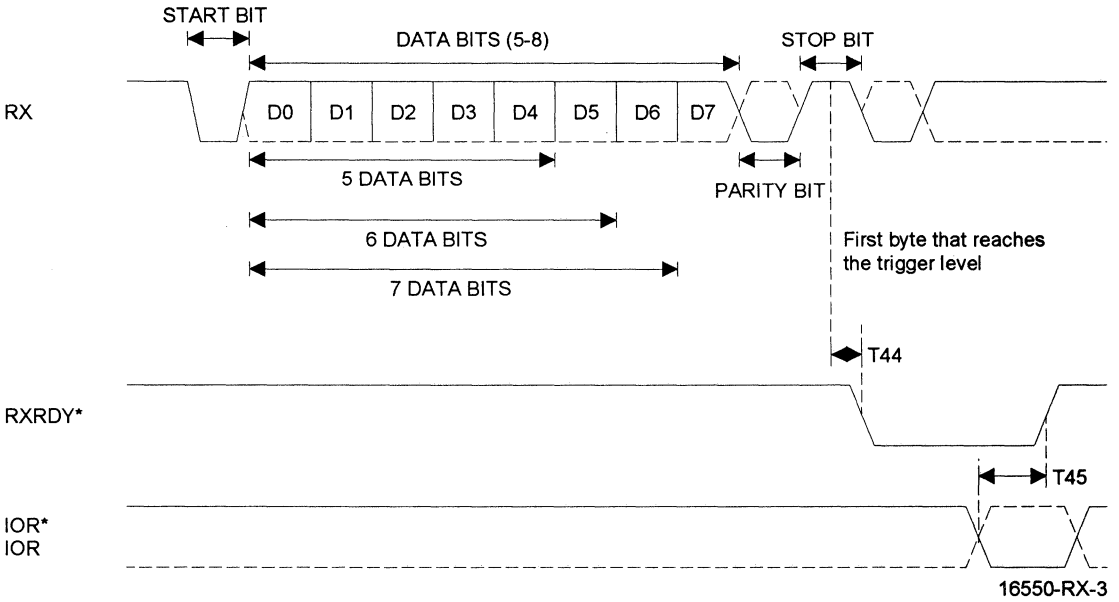 START BIT
DATA BITS (5-8)
STOP BIT
RX
D0 D1 D2 D3 D4 D5 D6 D7
5 DATA BITS
PARITY BIT
6 DATA BITS
First byte that reaches
the trigger level
7 DATA BITS
T44
RXRDY*
T45
IOR*
IOR
16550-RX-3